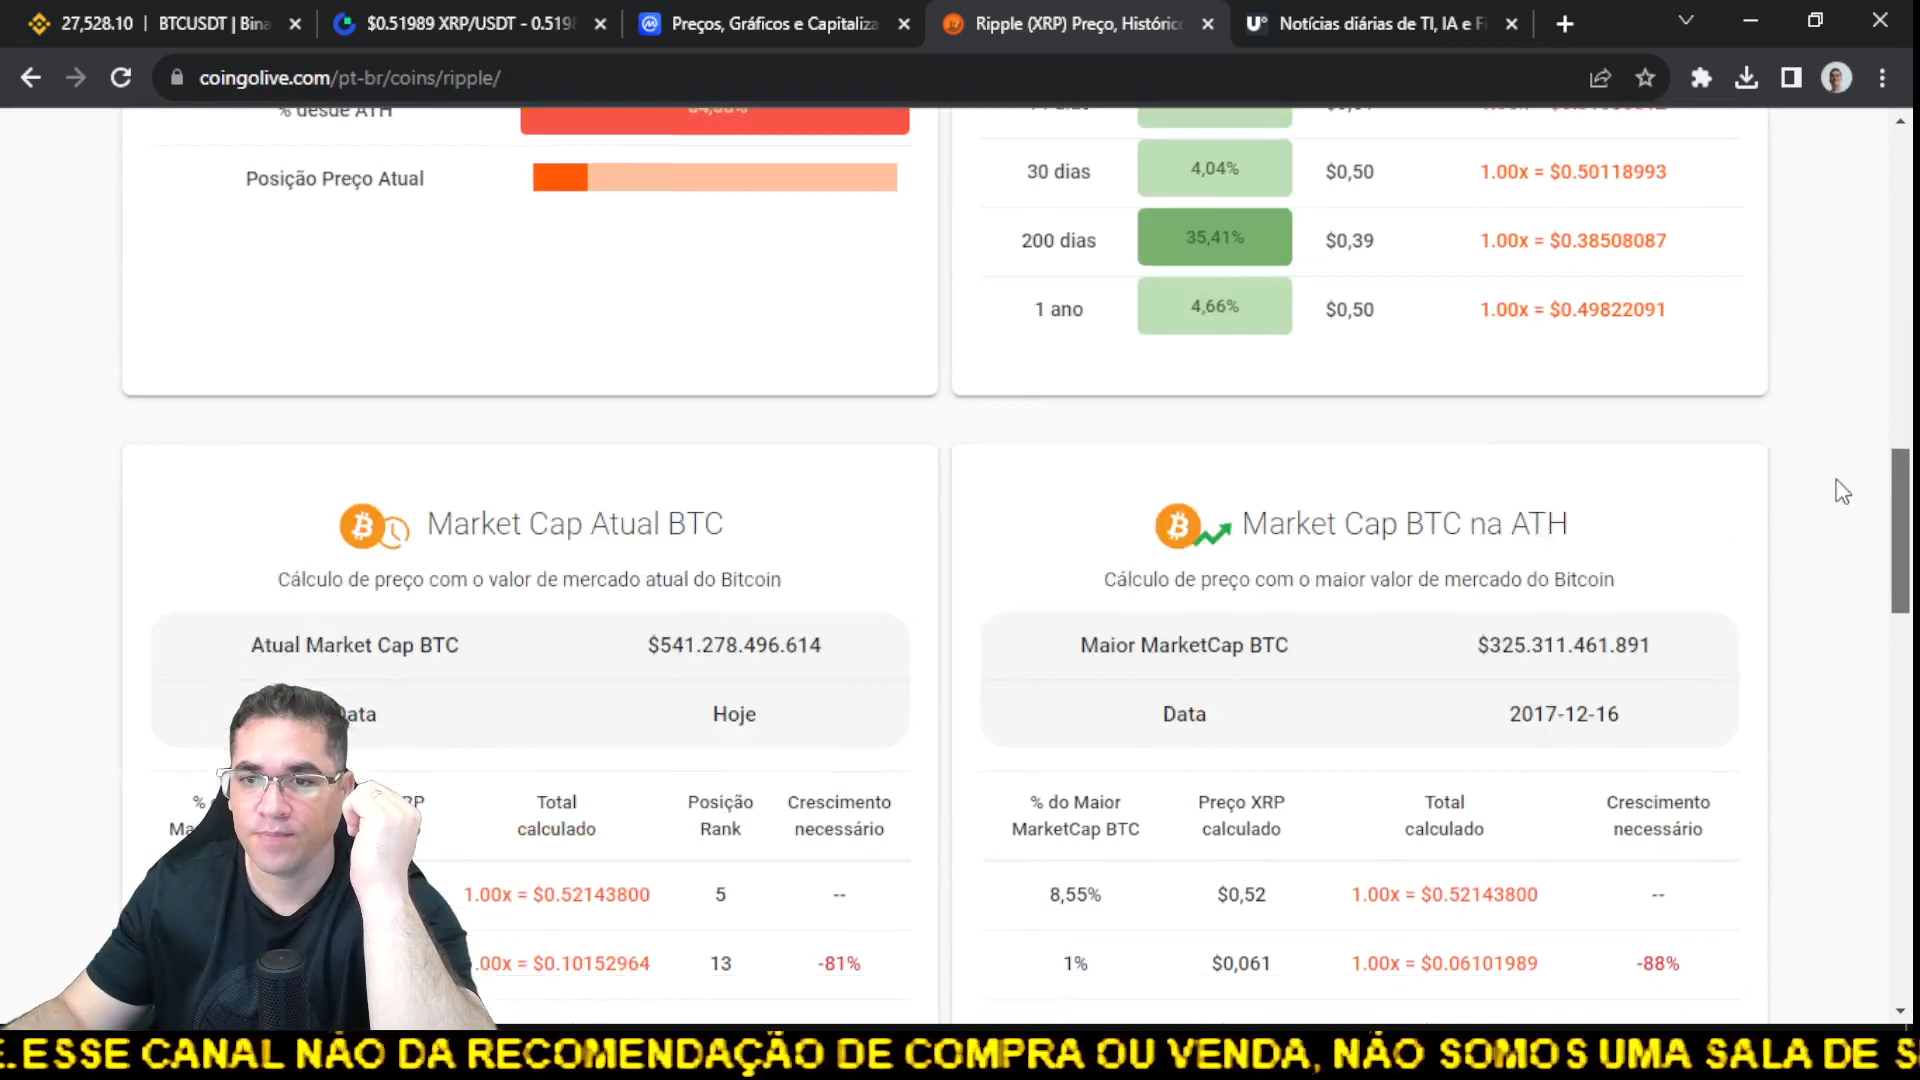 27,528.10 | BTCUSDT | Bina
$0.51989 XRP/USDT - 0.519
Preços, Gráficos e Capitaliza
Ripple (XRP) Preço, Históric
Notícias diárias de TI, IA e Fi
coingolive.com/pt-br/coins/ripple/
% desde ATH
Posição Preço Atual
30 dias 4,04% $0,50 1.00x = $0.50118993
200 dias 35,41% $0,39 1.00x = $0.38508087
1 ano 4,66% $0,50 1.00x = $0.49822091
Market Cap Atual BTC
Cálculo de preço com o valor de mercado atual do Bitcoin
Atual Market Cap BTC $541.278.496.614
Data Hoje
% Total Posição Crescimento
Ma calculado Rank necessário
1.00x = $0.52143800 5 --
.00x = $0.10152964 13 -81%
Market Cap BTC na ATH
Cálculo de preço com o maior valor de mercado do Bitcoin
Maior MarketCap BTC $325.311.461.891
Data 2017-12-16
% do Maior Preço XRP Total Crescimento
MarketCap BTC calculado calculado necessário
8,55% $0,52 1.00x = $0.52143800 --
1% $0,061 1.00x = $0.06101989 -88%
E.ESSE CANAL NÃO DA RECOMENDAÇÃO DE COMPRA OU VENDA, NÃO SOMOS UMA SALA DE S